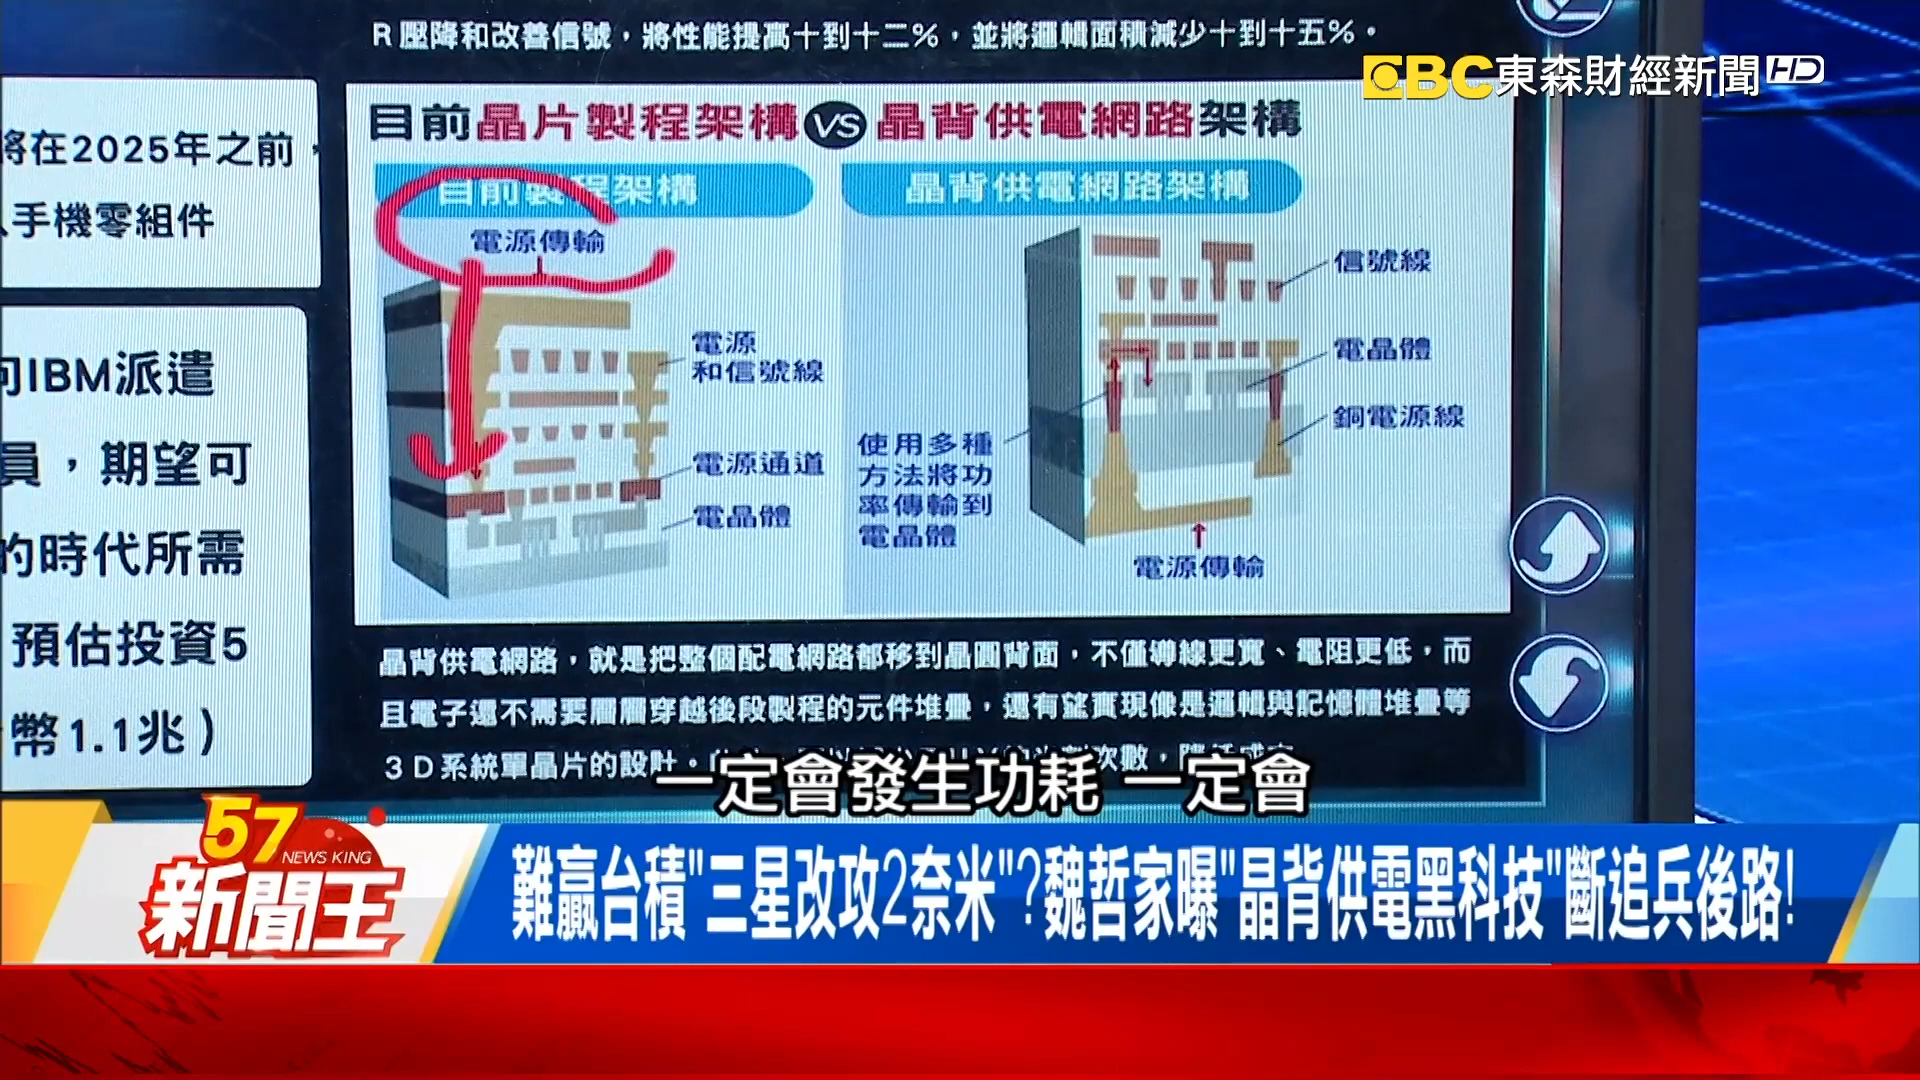 R壓降和改善信號，將性能提高十到十二%，並將邏輯面積減少十到十五%。
EBC東森財經新聞HD
將在2025年之前，
手機零組件
向IBM派遣
員，期望可
的時代所需
預估投資5
幣1.1兆）
目前晶片製程架構VS晶背供電網路架構
目前製程架構
電源傳輸
電源
和信號線
電源通道
電晶體
晶背供電網路架構
信號線
電晶體
銅電源線
使用多種
方法將功
率傳輸到
電晶體
電源傳輸
晶背供電網路，就是把整個配電網路都移到晶圓背面，不僅導線更寬、電阻更低，而
且電子還不需要層層穿越後段製程的元件堆疊，還有望實現像是邏輯與記憶體堆疊等
3D系統單晶片的設計。
一定會發生功耗 一定會
57
NEWS KING
新聞王
難贏台積"三星改攻2奈米"?魏哲家曝"晶背供電黑科技"斷追兵後路!